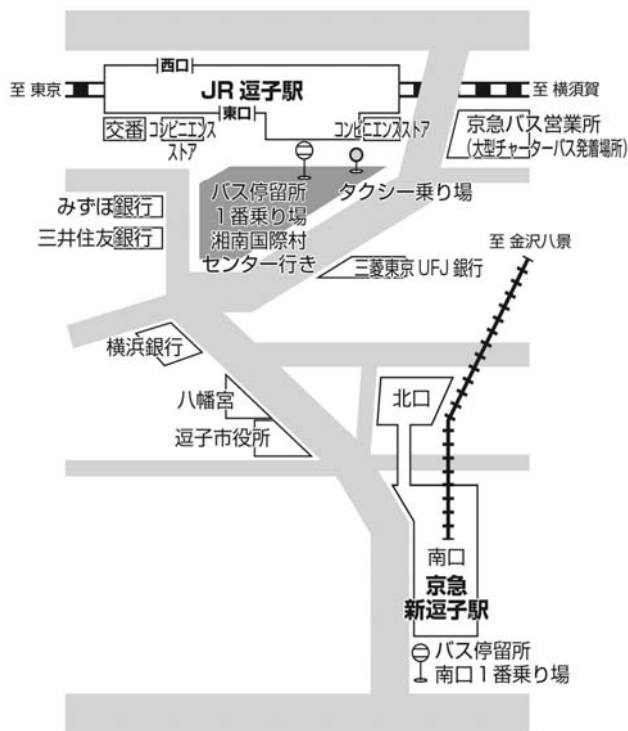 西口
至 東京
JR 逗子駅
至 横須賀
東口
交番
コンビニエンス
ストア
コンビニエンスストア
京急バス営業所
(大型チャーターバス発着場所)
バス停留所
1番乗り場
湘南国際村
センター行き
タクシー乗り場
みずほ銀行
三井住友銀行
至 金沢八景
三菱東京UFJ銀行
横浜銀行
八幡宮
逗子市役所
北口
南口
京急
新逗子駅
バス停留所
南口1番乗り場